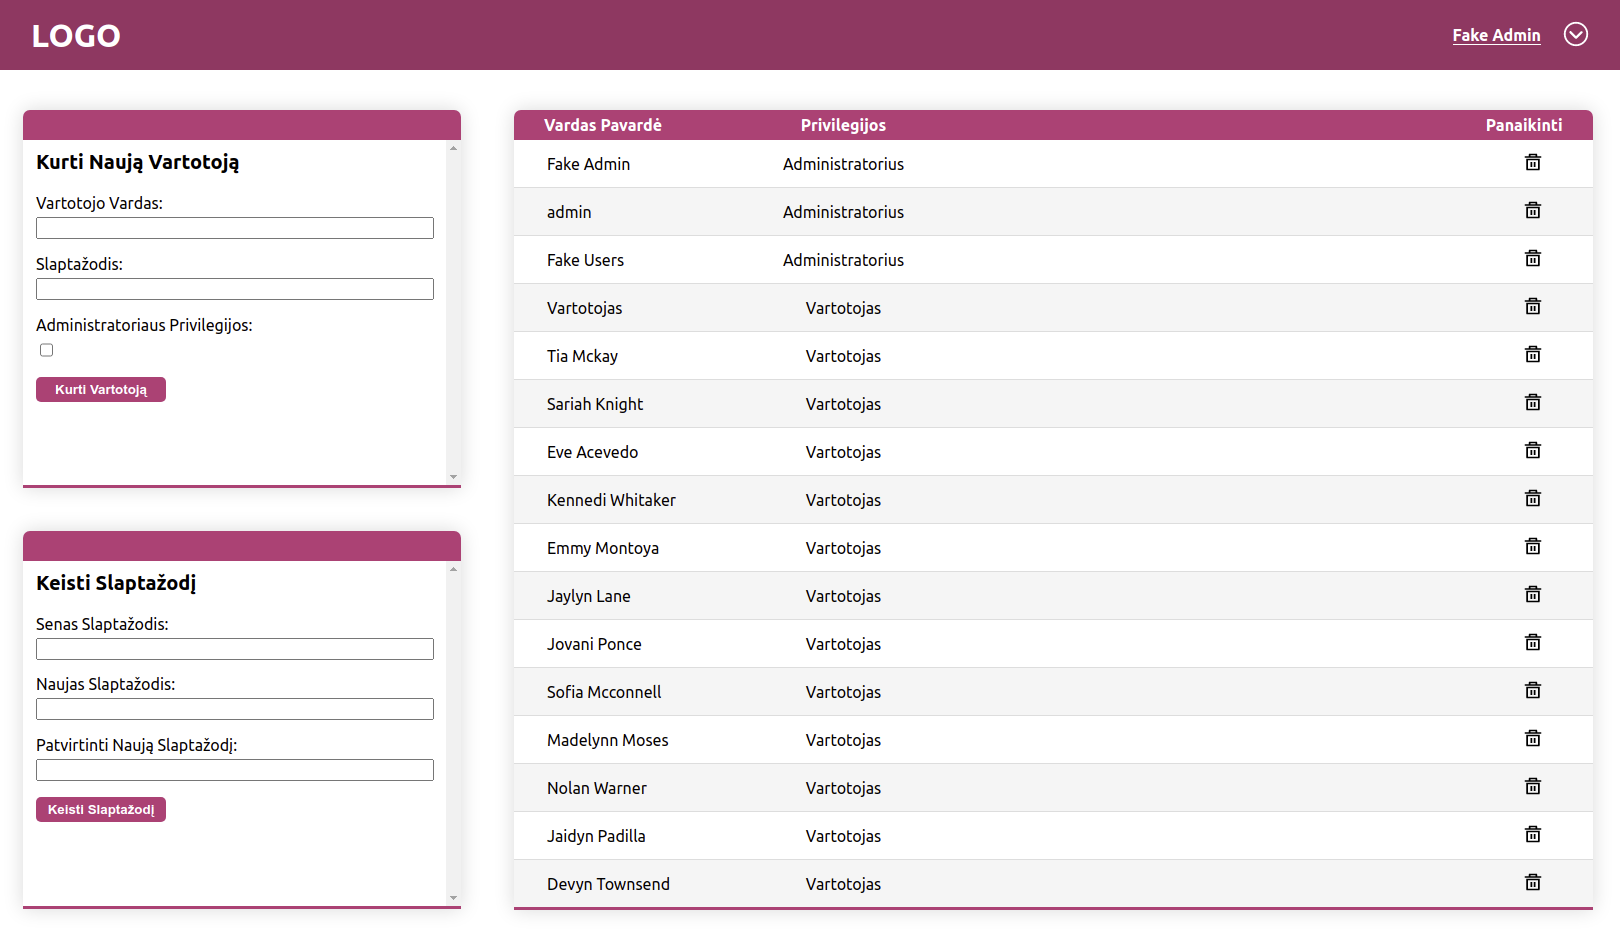 LOGO
Fake Admin
Kurti Naują Vartotoją
Vartotojo Vardas:
Slaptažodis:
Administratoriaus Privilegijos:
Kurti Vartotoją
Keisti Slaptažodį
Senas Slaptažodis:
Naujas Slaptažodis:
Patvirtinti Naują Slaptažodį:
Keisti Slaptažodį
Vardas Pavardė Privilegijos Panaikinti
Fake Admin Administratorius
admin Administratorius
Fake Users Administratorius
Vartotojas Vartotojas
Tia Mckay Vartotojas
Sariah Knight Vartotojas
Eve Acevedo Vartotojas
Kennedi Whitaker Vartotojas
Emmy Montoya Vartotojas
Jaylyn Lane Vartotojas
Jovani Ponce Vartotojas
Sofia Mcconnell Vartotojas
Madelynn Moses Vartotojas
Nolan Warner Vartotojas
Jaidyn Padilla Vartotojas
Devyn Townsend Vartotojas